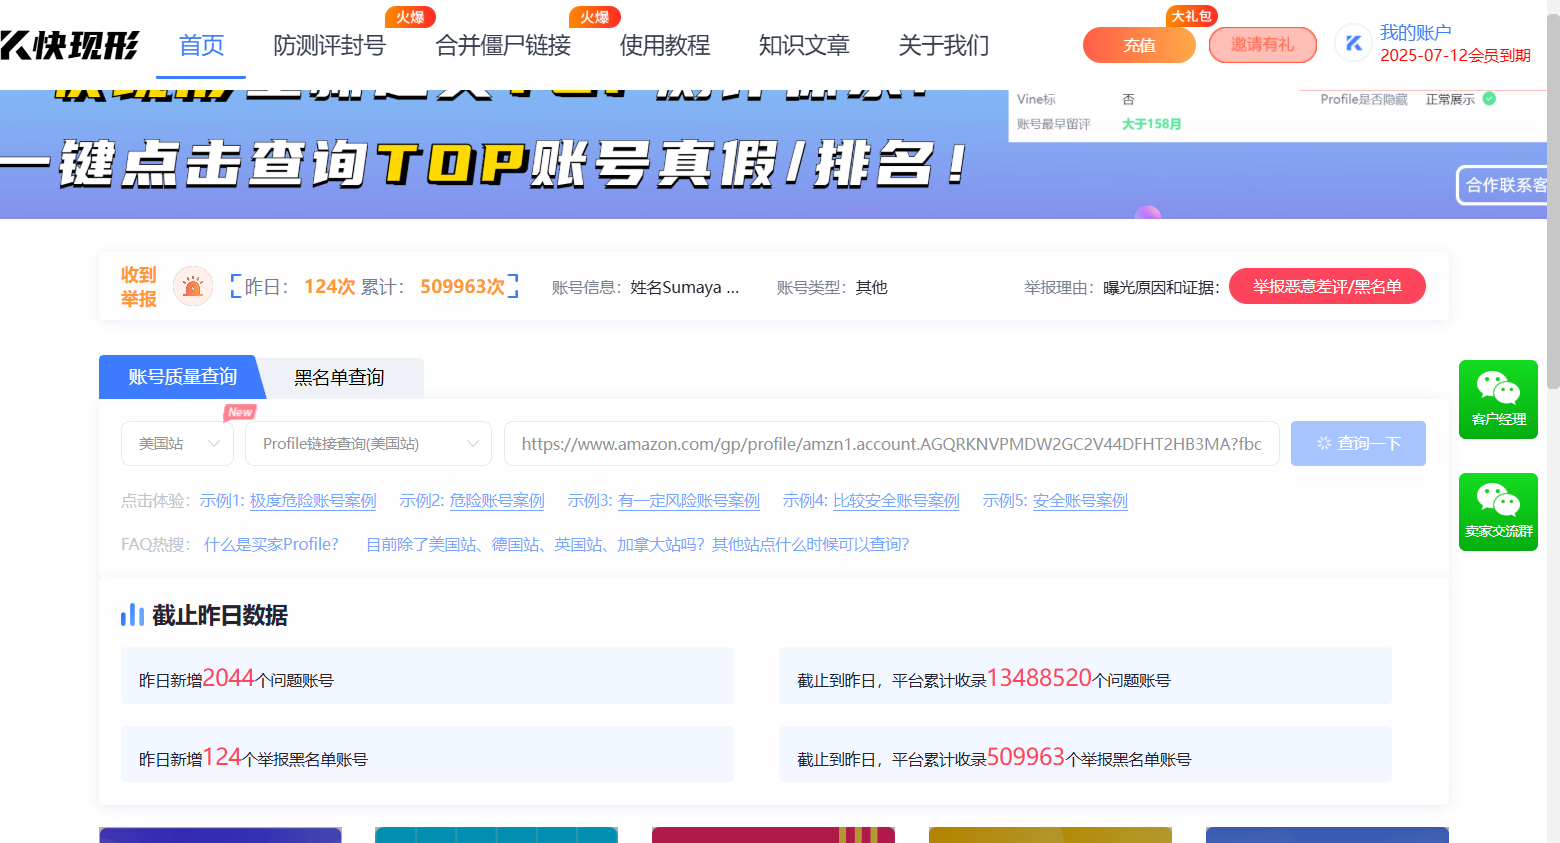 火爆
火爆
大礼包
快现形
首页
防测评封号
合并僵尸链接
使用教程
知识文章
关于我们
充值
邀请有礼
我的账户
2025-07-12会员到期
一键点击查询TOP账号真假/排名!
Vine标
否
Profile是否隐藏
正常展示
账号最早留评
大于158月
合作联系客
收到
举报
昨日: 124次 累计: 509963次
账号信息: 姓名Sumaya ...
账号类型: 其他
举报理由: 曝光原因和证据:
举报恶意差评/黑名单
账号质量查询
黑名单查询
New
美国站
Profile链接查询(美国站)
https://www.amazon.com/gp/profile/amzn1.account.AGQRKNVPMDW2GC2V44DFHT2HB3MA?fbc
查询一下
点击体验: 示例1: 极度危险账号案例 示例2: 危险账号案例 示例3: 有一定风险账号案例 示例4: 比较安全账号案例 示例5: 安全账号案例
FAQ热搜: 什么是买家Profile? 目前除了美国站、德国站、英国站、加拿大站吗? 其他站点什么时候可以查询?
客户经理
卖家交流群
截止昨日数据
昨日新增2044个问题账号
截止到昨日，平台累计收录13488520个问题账号
昨日新增124个举报黑名单账号
截止到昨日，平台累计收录509963个举报黑名单账号